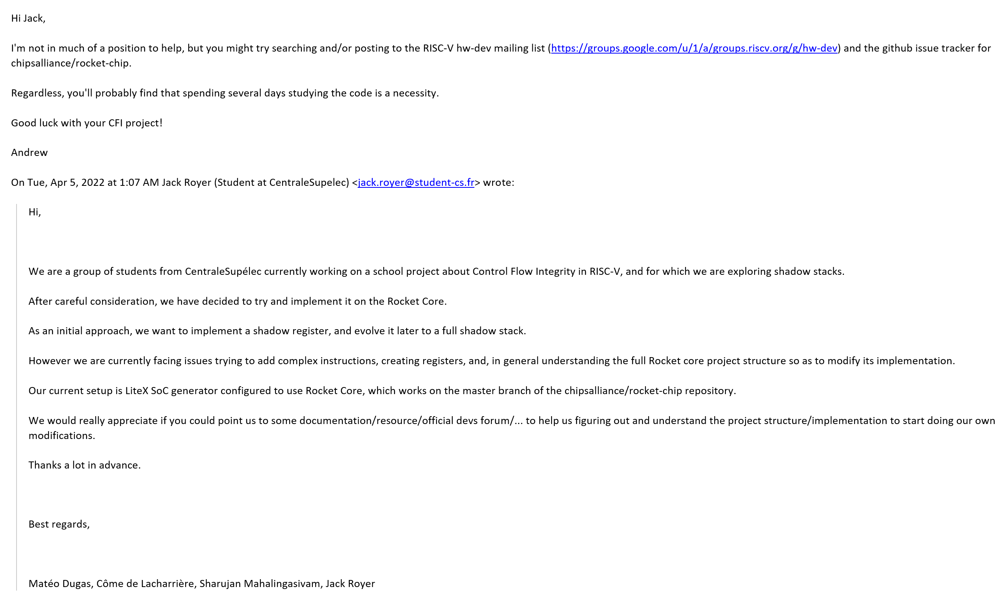 Hi Jack,
I'm not in much of a position to help, but you might try searching and/or posting to the RISC-V hw-dev mailing list (https://groups.google.com/u/1/a/groups.riscv.org/g/hw-dev) and the github issue tracker for
chipsalliance/rocket-chip.
Regardless, you'll probably find that spending several days studying the code is a necessity.
Good luck with your CFI project!
Andrew
On Tue, Apr 5, 2022 at 1:07 AM Jack Royer (Student at CentraleSupelec) <jack.royer@student-cs.fr> wrote:
Hi,
We are a group of students from CentraleSupélec currently working on a school project about Control Flow Integrity in RISC-V, and for which we are exploring shadow stacks.
After careful consideration, we have decided to try and implement it on the Rocket Core.
As an initial approach, we want to implement a shadow register, and evolve it later to a full shadow stack.
However we are currently facing issues trying to add complex instructions, creating registers, and, in general understanding the full Rocket core project structure so as to modify its implementation.
Our current setup is LiteX SoC generator configured to use Rocket Core, which works on the master branch of the chipsalliance/rocket-chip repository.
We would really appreciate if you could point us to some documentation/resource/official devs forum/... to help us figuring out and understand the project structure/implementation to start doing our own
modifications.
Thanks a lot in advance.
Best regards,
Matéo Dugas, Côme de Lacharrière, Sharujan Mahalingasivam, Jack Royer